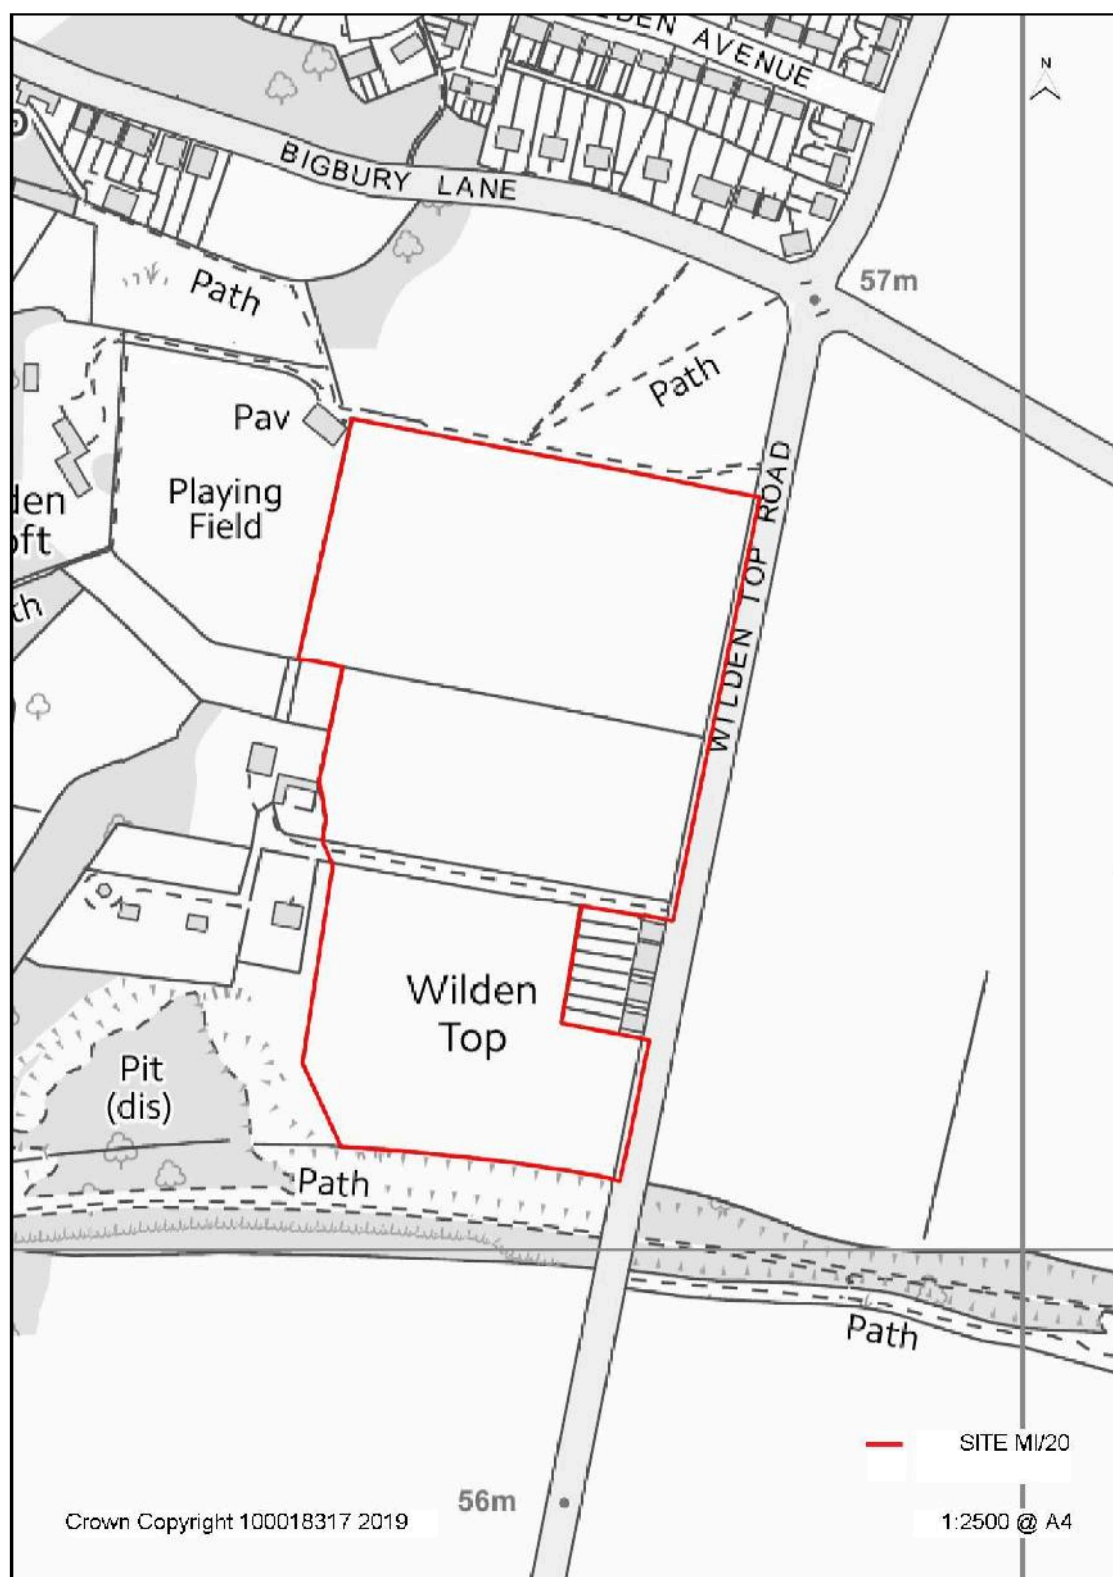 AVENUE
N
BIGBURY LANE
57m
Path
Path
Pav
Playing
Field
WILDEN TOP ROAD
Wilden
Top
Pit
(dis)
Path
Path
SITE MI/20
56m
Crown Copyright 100018317 2019
1:2500 @ A4